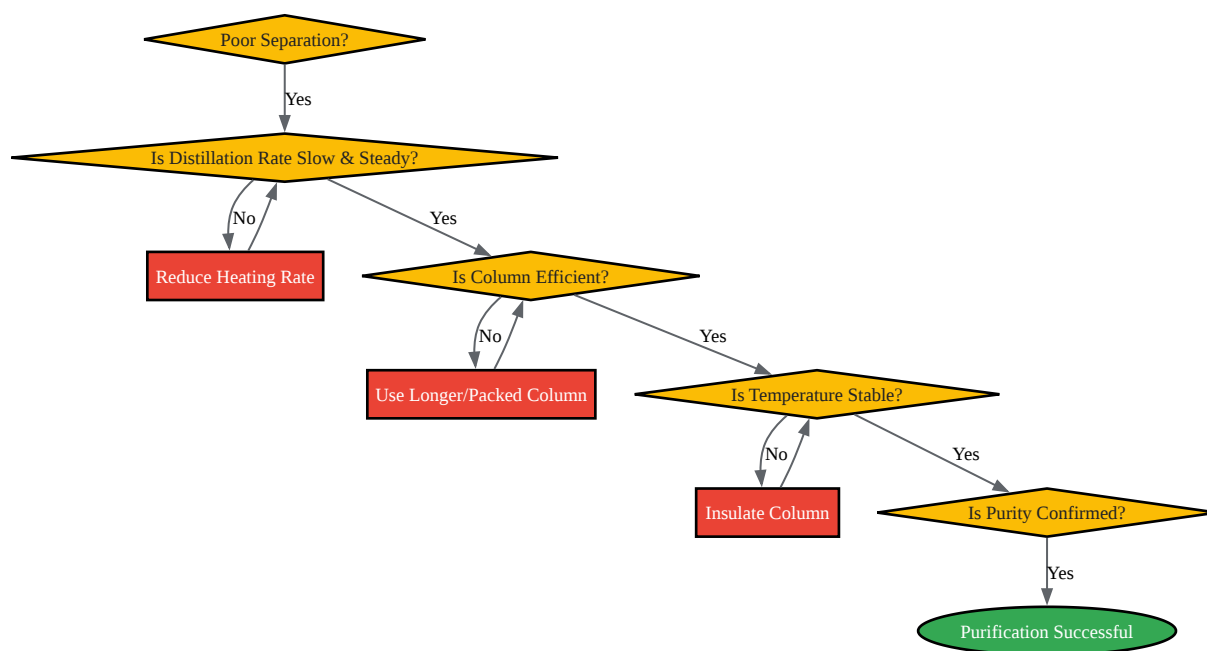 Poor Separation?
Yes
Is Distillation Rate Slow & Steady?
No
Yes
Reduce Heating Rate
Is Column Efficient?
No
Yes
Use Longer/Packed Column
Is Temperature Stable?
No
Yes
Insulate Column
Is Purity Confirmed?
Yes
Purification Successful